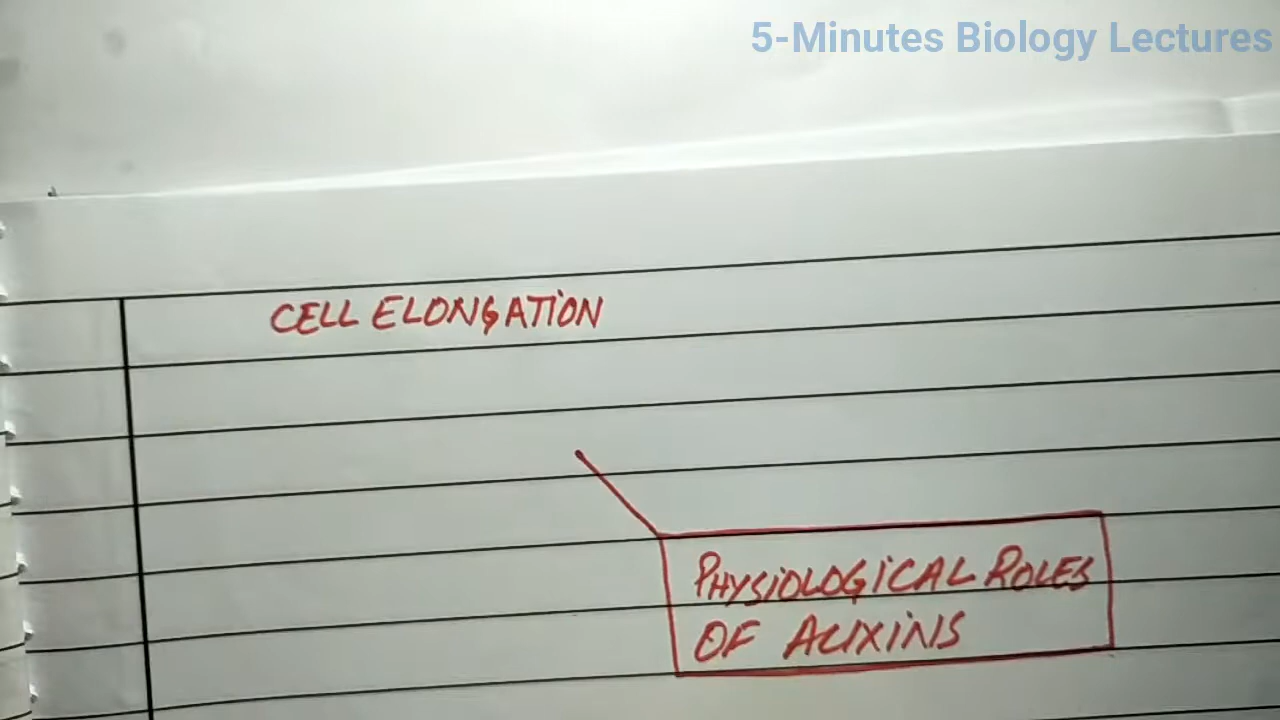 5-Minutes Biology Lectures
CELL ELONGATION
PHYSIOLOGICAL ROLES
OF AUXINS